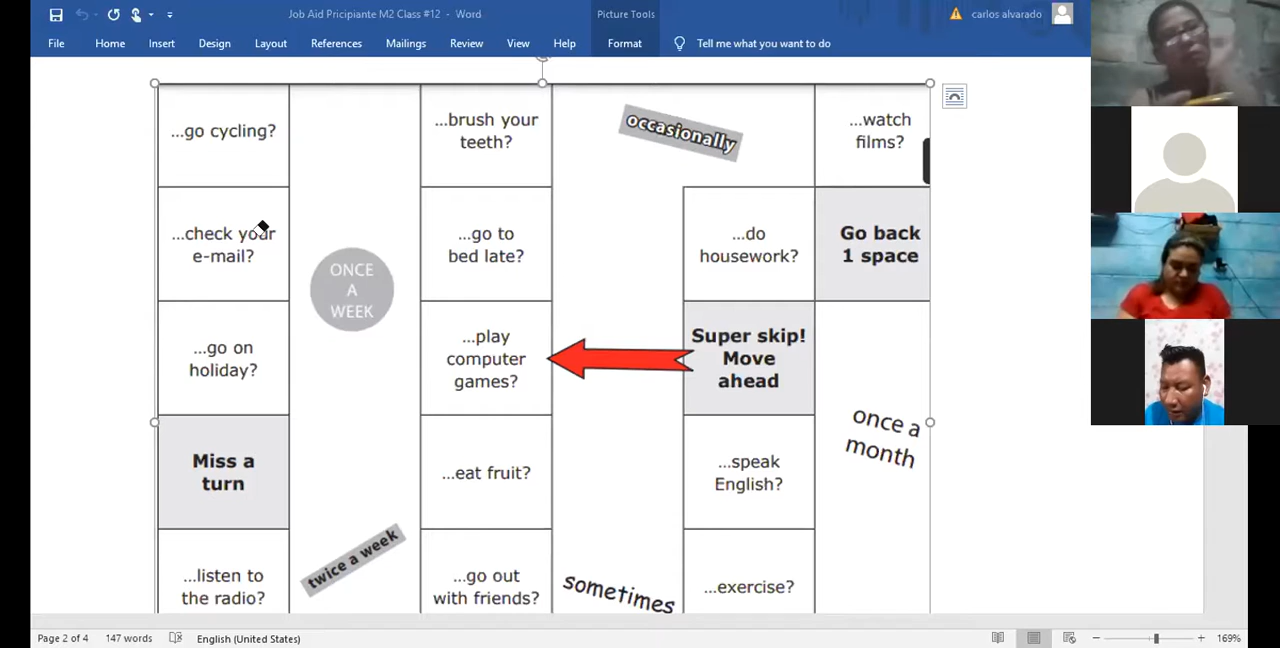 Job Aid Pricipiante M2 Class #12 - Word
Picture Tools
carlos alvarado
File Home Insert Design Layout References Mailings Review View Help Format Tell me what you want to do
...go cycling?
...brush your
teeth?
occasionally
...watch
films?
...check your
e-mail?
ONCE
A
WEEK
...go to
bed late?
...do
housework?
Go back
1 space
...go on
holiday?
...play
computer
games?
Super skip!
Move
ahead
once a
month
Miss a
turn
...eat fruit?
...speak
English?
...listen to
the radio?
twice a week
...go out
with friends?
sometimes
...exercise?
Page 2 of 4 147 words English (United States) 169%